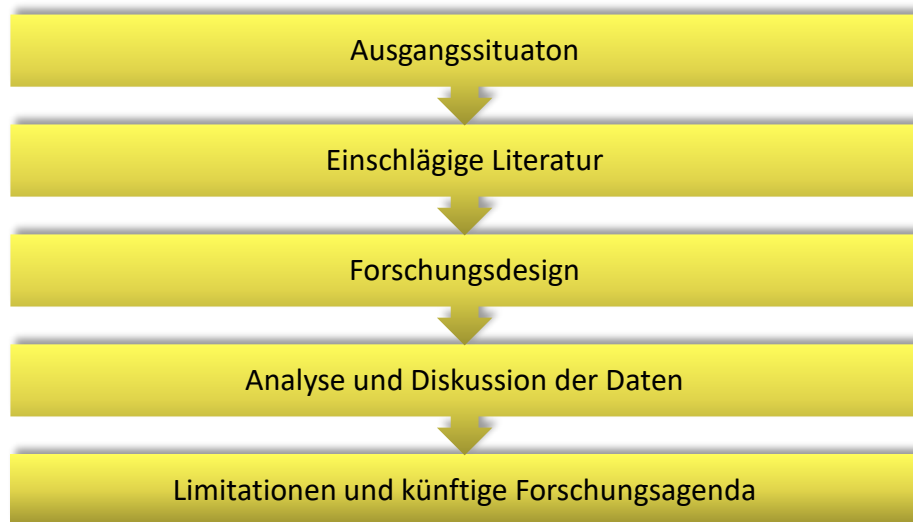 Ausgangssituaton
Einschlägige Literatur
Forschungsdesign
Analyse und Diskussion der Daten
Limitationen und künftige Forschungsagenda